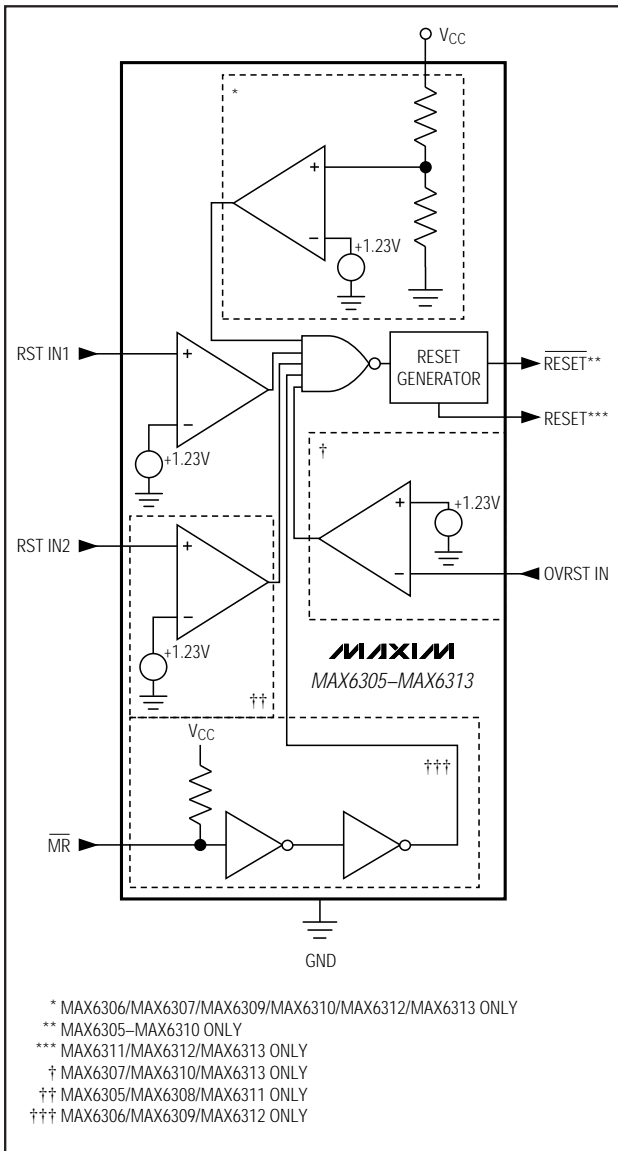 VCC
*
+
−
+1.23V
RST IN1
+
−
+1.23V
RESET
GENERATOR
RESET**
RESET***
†
+
−
+1.23V
OVRST IN
RST IN2
+
−
+1.23V
††
MAXIM
MAX6305–MAX6313
VCC
†††
MR
GND
* MAX6306/MAX6307/MAX6309/MAX6310/MAX6312/MAX6313 ONLY
** MAX6305–MAX6310 ONLY
*** MAX6311/MAX6312/MAX6313 ONLY
† MAX6307/MAX6310/MAX6313 ONLY
†† MAX6305/MAX6308/MAX6311 ONLY
††† MAX6306/MAX6309/MAX6312 ONLY